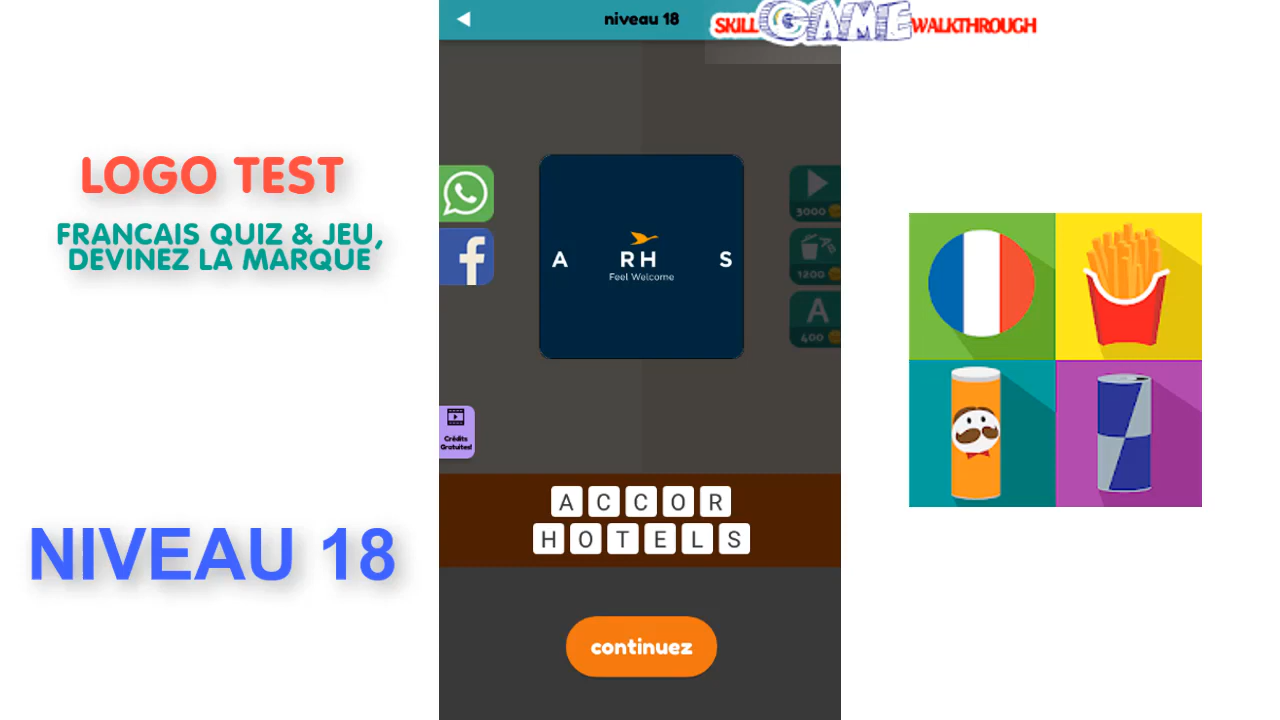 niveau 18
SKILL GAME WALKTHROUGH
LOGO TEST
FRANCAIS QUIZ & JEU,
DEVINEZ LA MARQUE
A RH S
Feel Welcome
3000
1200
A
400
Crédits
Gratuites!
ACCOR
HOTELS
NIVEAU 18
continuez